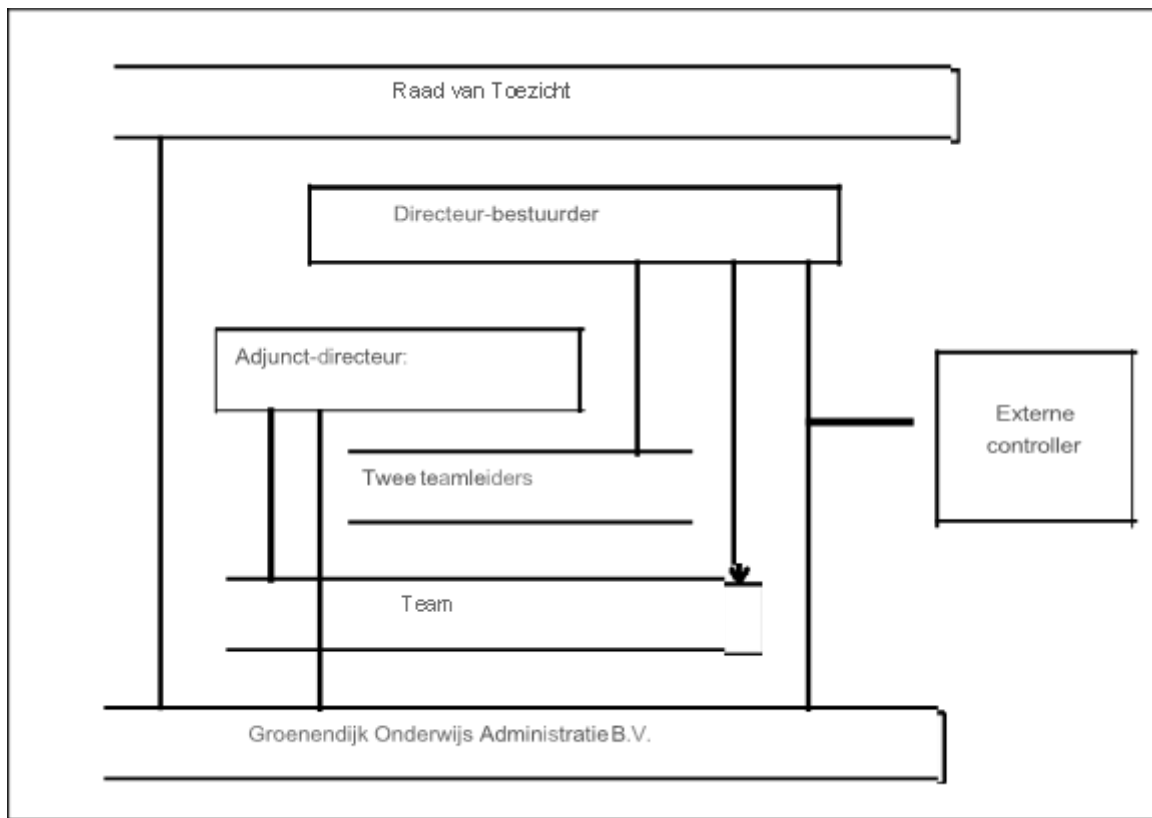 Raad van Toezicht
Directeur-bestuurder
Adjunct-directeur:
Externe
controller
Twee teamleiders
Team
Groenendijk Onderwijs Administratie B.V.